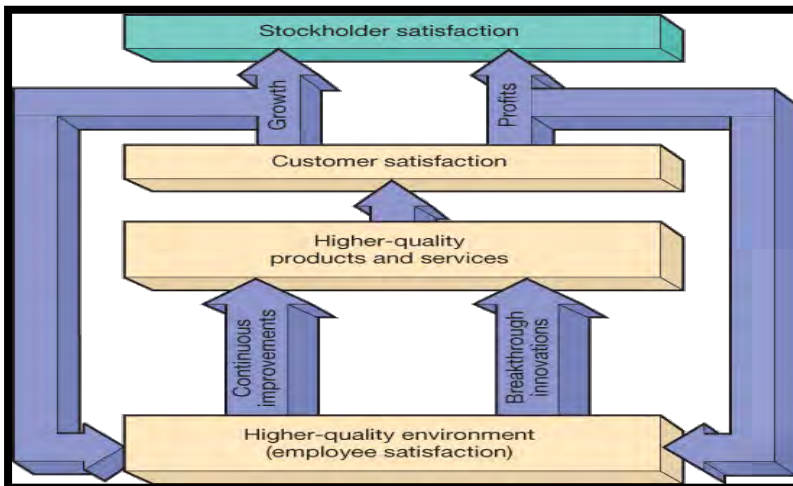 Stockholder satisfaction
Growth
Profits
Customer satisfaction
Higher-quality
products and services
Continuous
improvements
Breakthrough
innovations
Higher-quality environment
(employee satisfaction)